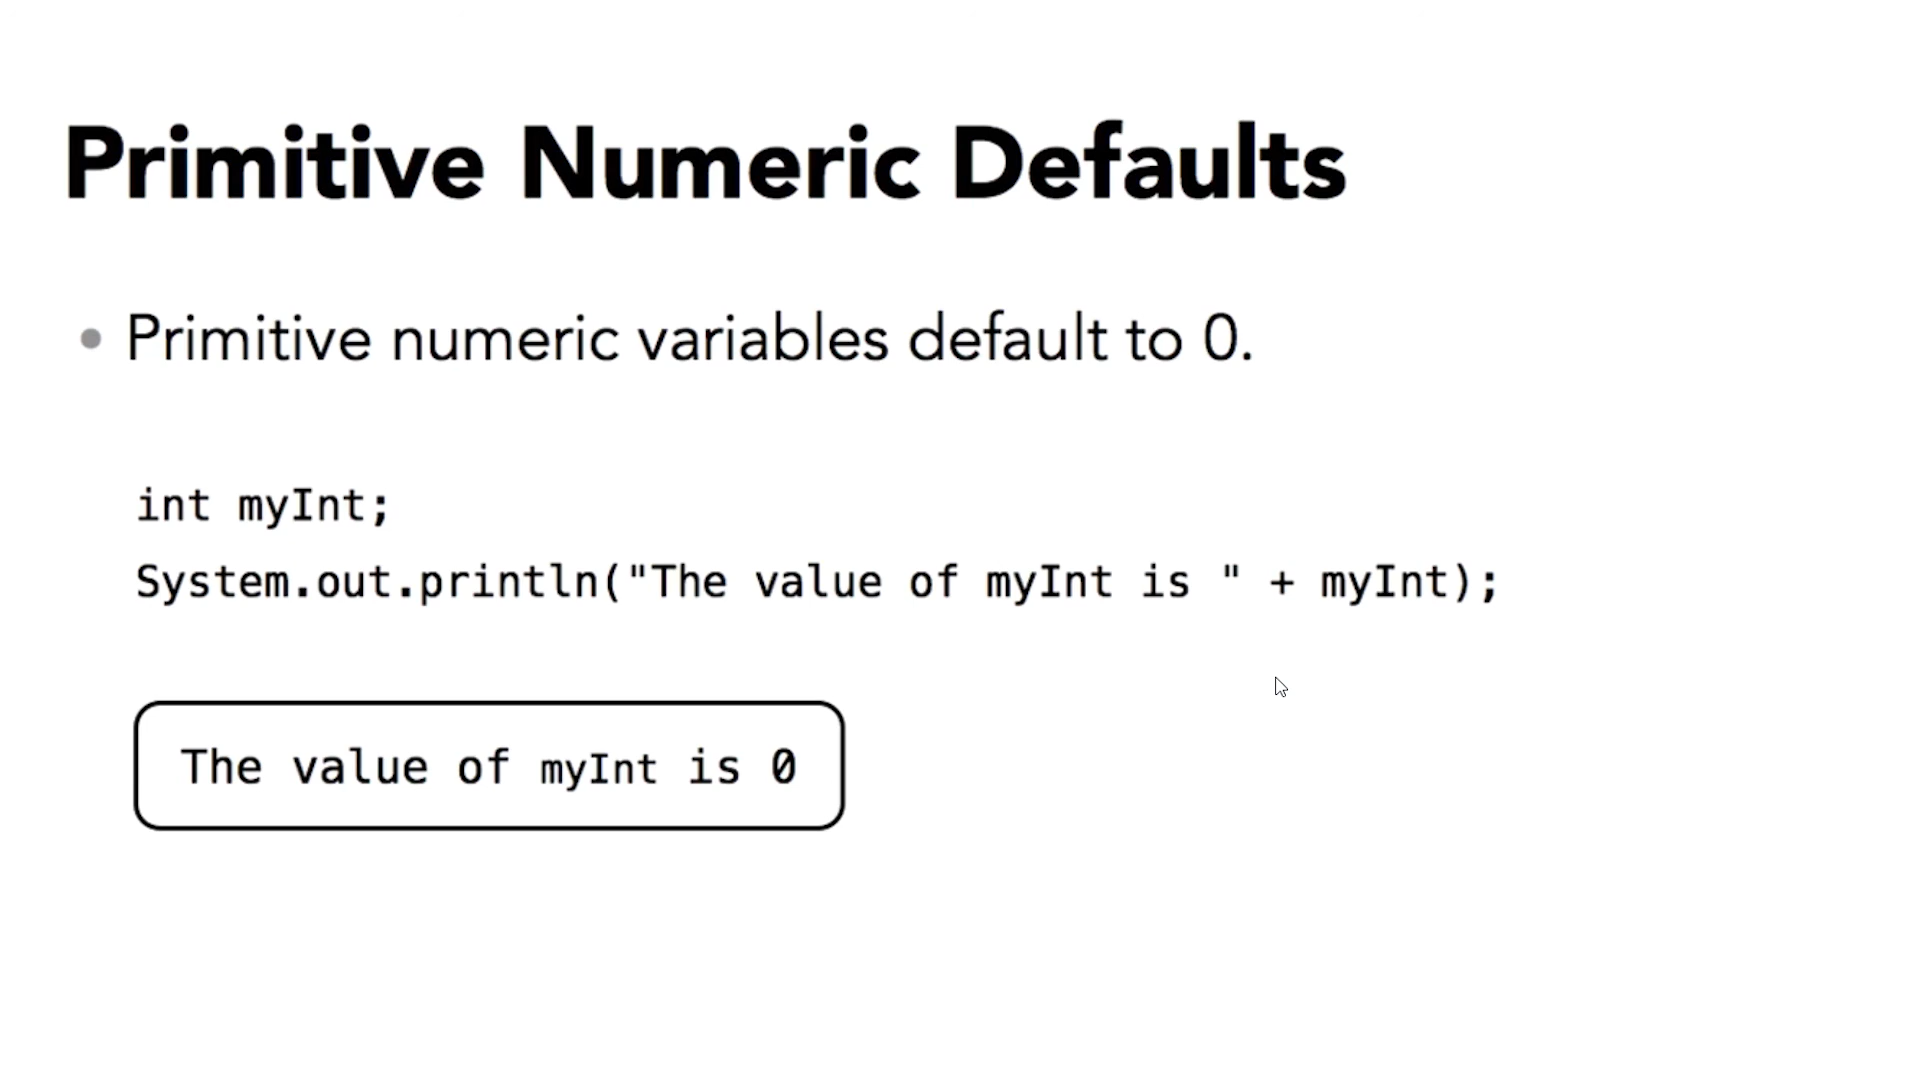 Primitive Numeric Defaults
• Primitive numeric variables default to 0.
int myInt;
System.out.println("The value of myInt is " + myInt);
The value of myInt is 0